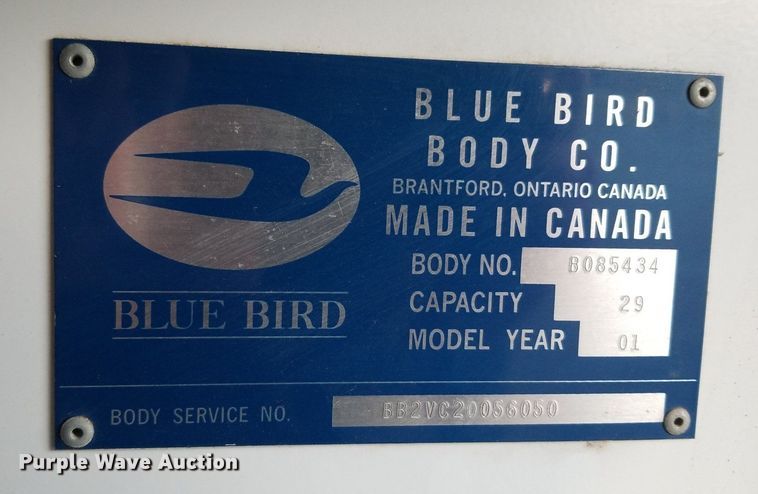 BLUE BIRD
BODY CO.
BRANTFORD, ONTARIO CANADA
MADE IN CANADA
BODY NO. B085434
CAPACITY 29
MODEL YEAR 01
BLUE BIRD
BODY SERVICE NO. BB2VC20056050
Purple Wave Auction